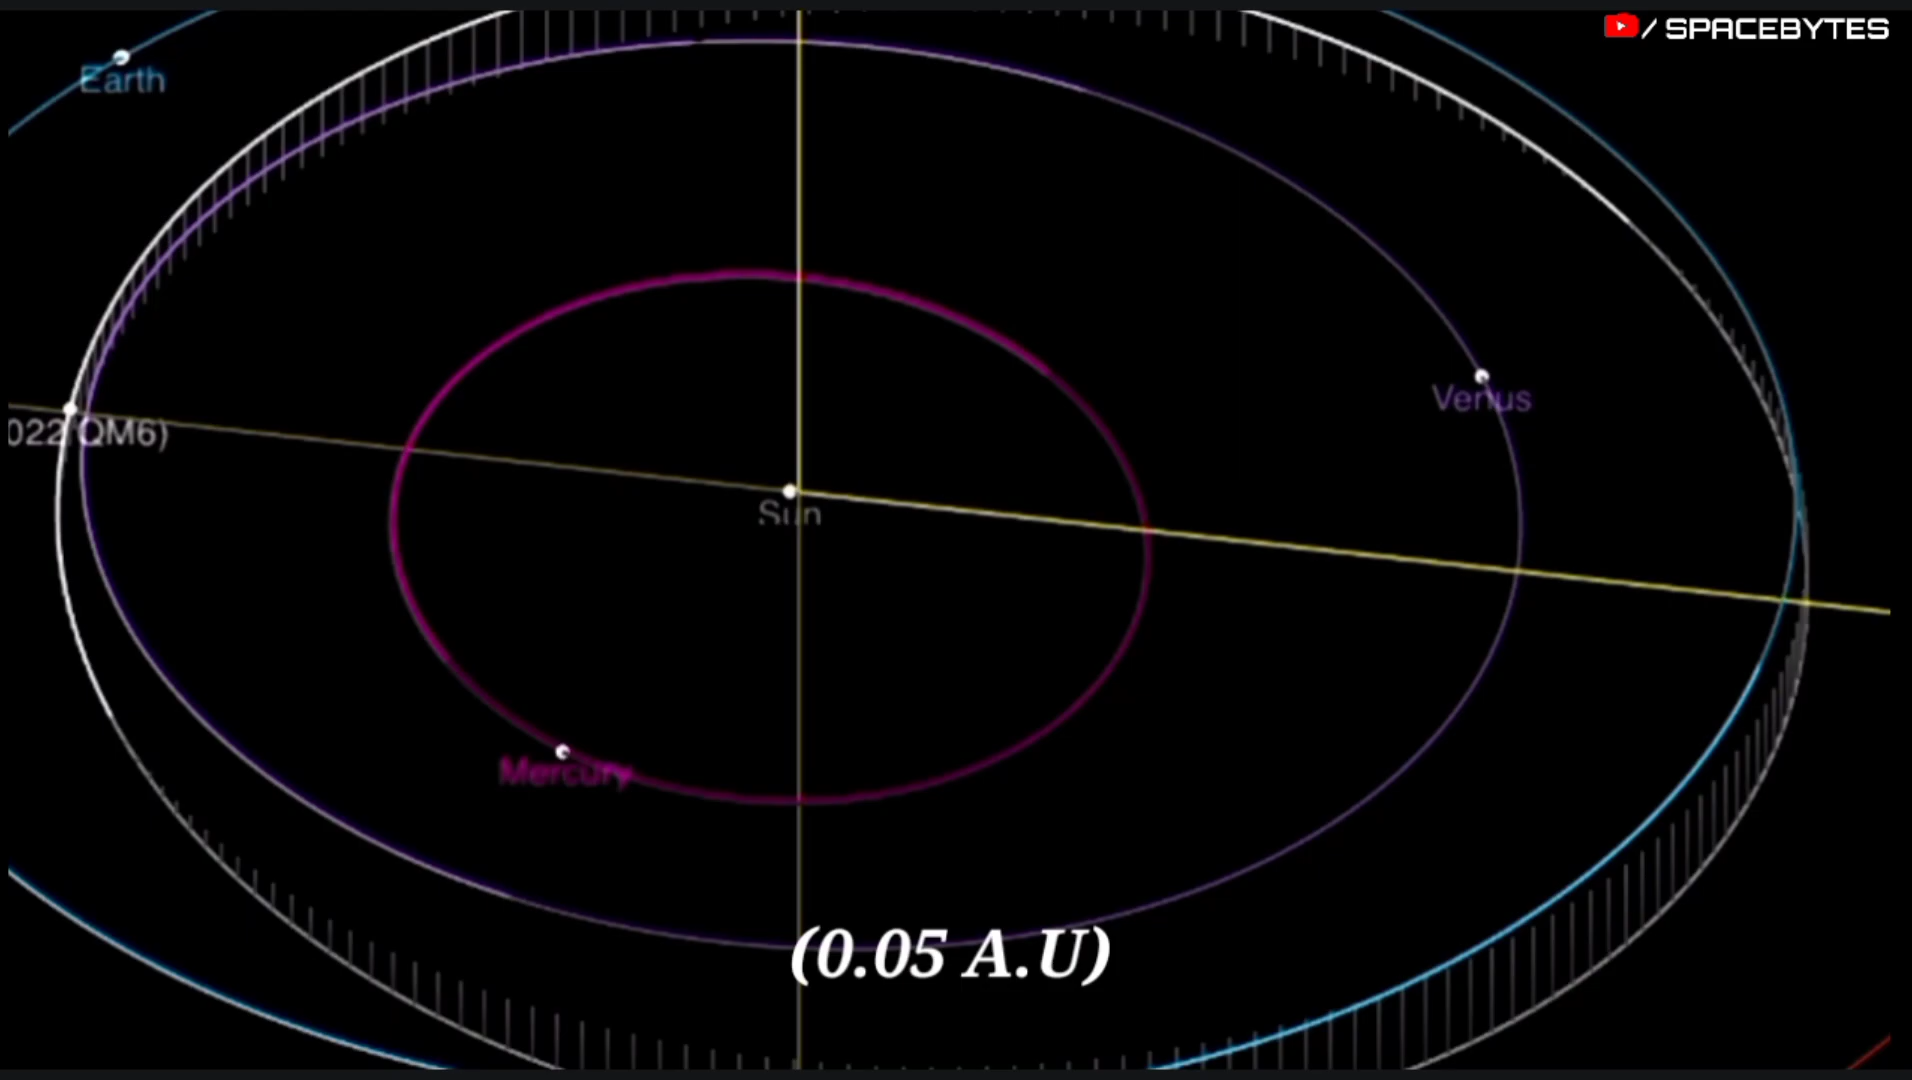 / SPACEBYTES
Earth
Venus
022 QM6)
Sun
Mercury
(0.05 A.U)